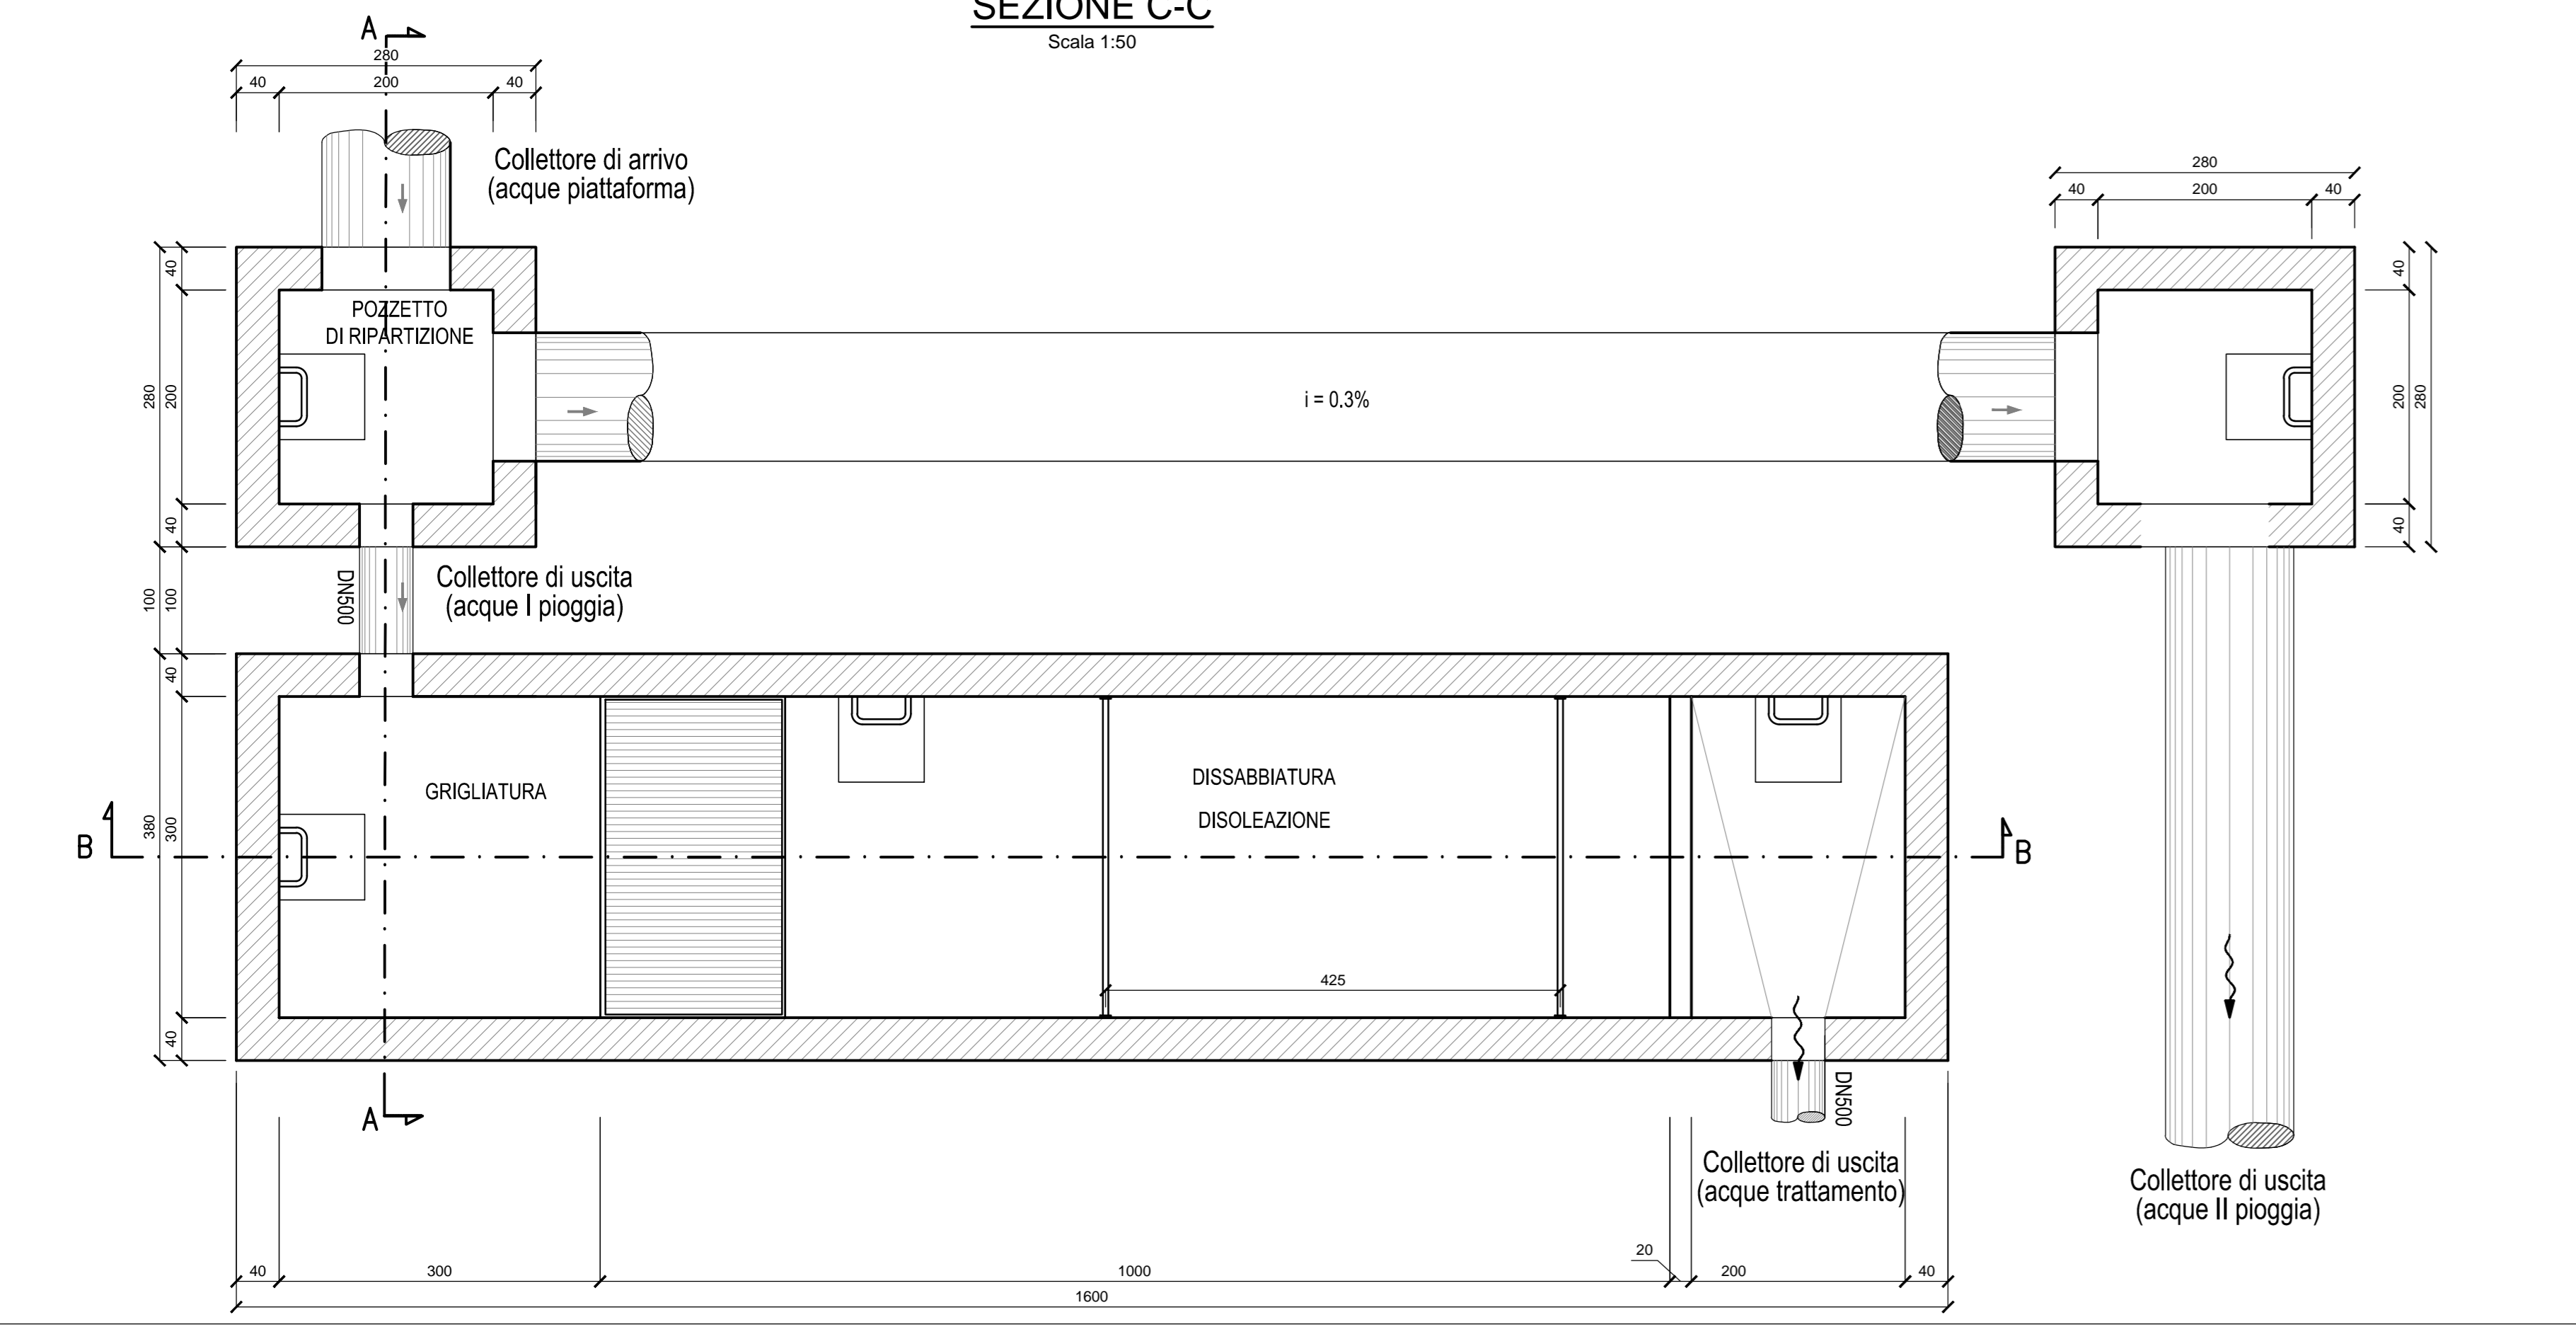 SEZIONE C-C
Scala 1:50
A
280
40 200 40
Collettore di arrivo
(acque piattaforma)
280
40 200 40
POZZETTO
DI RIPARTIZIONE
40
280
200
40
i = 0.3%
40
200
280
40
DN500
Collettore di uscita
(acque I pioggia)
100
100
40
380
300
40
GRIGLIATURA
DISSABBIATURA
DISOLEAZIONE
B
B
425
A
DN500
Collettore di uscita
(acque trattamento)
Collettore di uscita
(acque II pioggia)
40 300 1000 20 200 40
1600